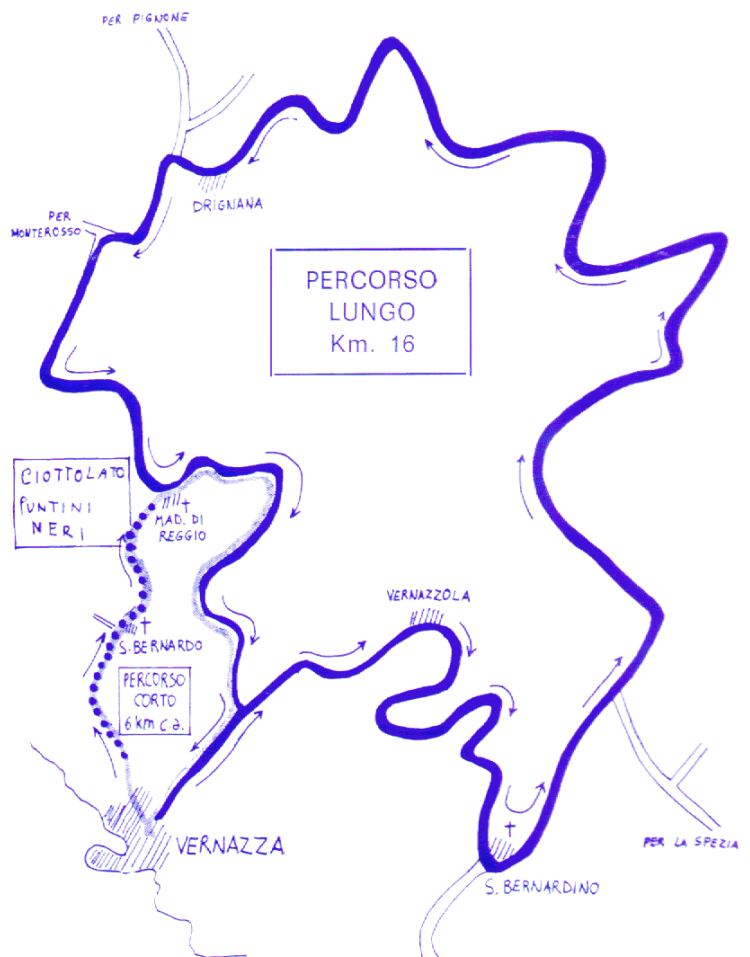 PER PIGNONE
DRIGNANA
PER
MONTEROSSO
PERCORSO
LUNGO
Km. 16
CIOTTOLATO
PUNTINI
NERI
MAD. DI
REGGIO
VERNAZZOLA
S. BERNARDO
PERCORSO
CORTO
6 km c.a.
VERNAZZA
PER LA SPEZIA
S. BERNARDINO